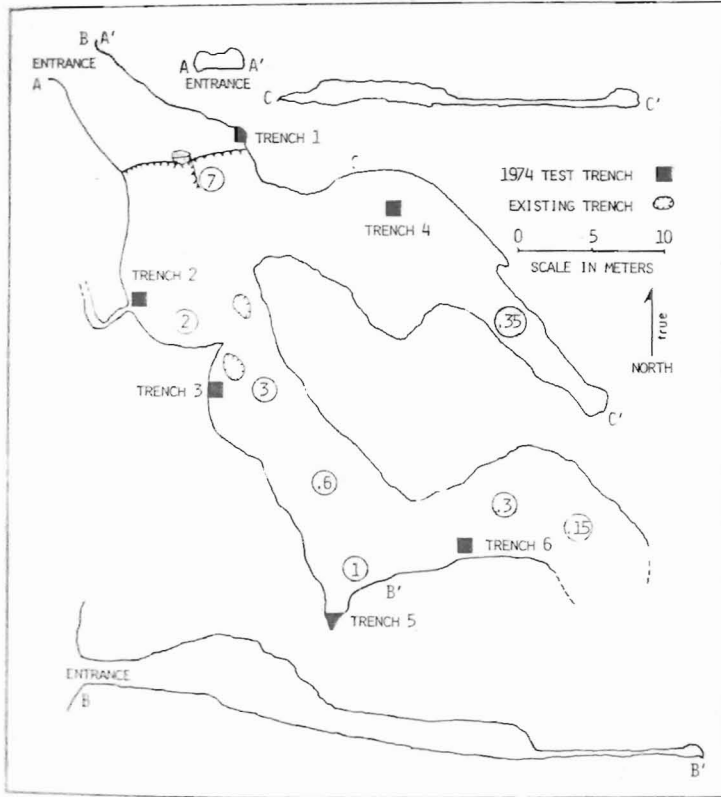 B A'
ENTRANCE
A
A A'
ENTRANCE
C C'
TRENCH 1
7
C
1974 TEST TRENCH
EXISTING TRENCH
TRENCH 4
0 5 10
SCALE IN METERS
TRENCH 2
2
.35
true
NORTH
TRENCH 3
3
C'
.6
.3
.15
TRENCH 6
1
B'
TRENCH 5
ENTRANCE
B
B'